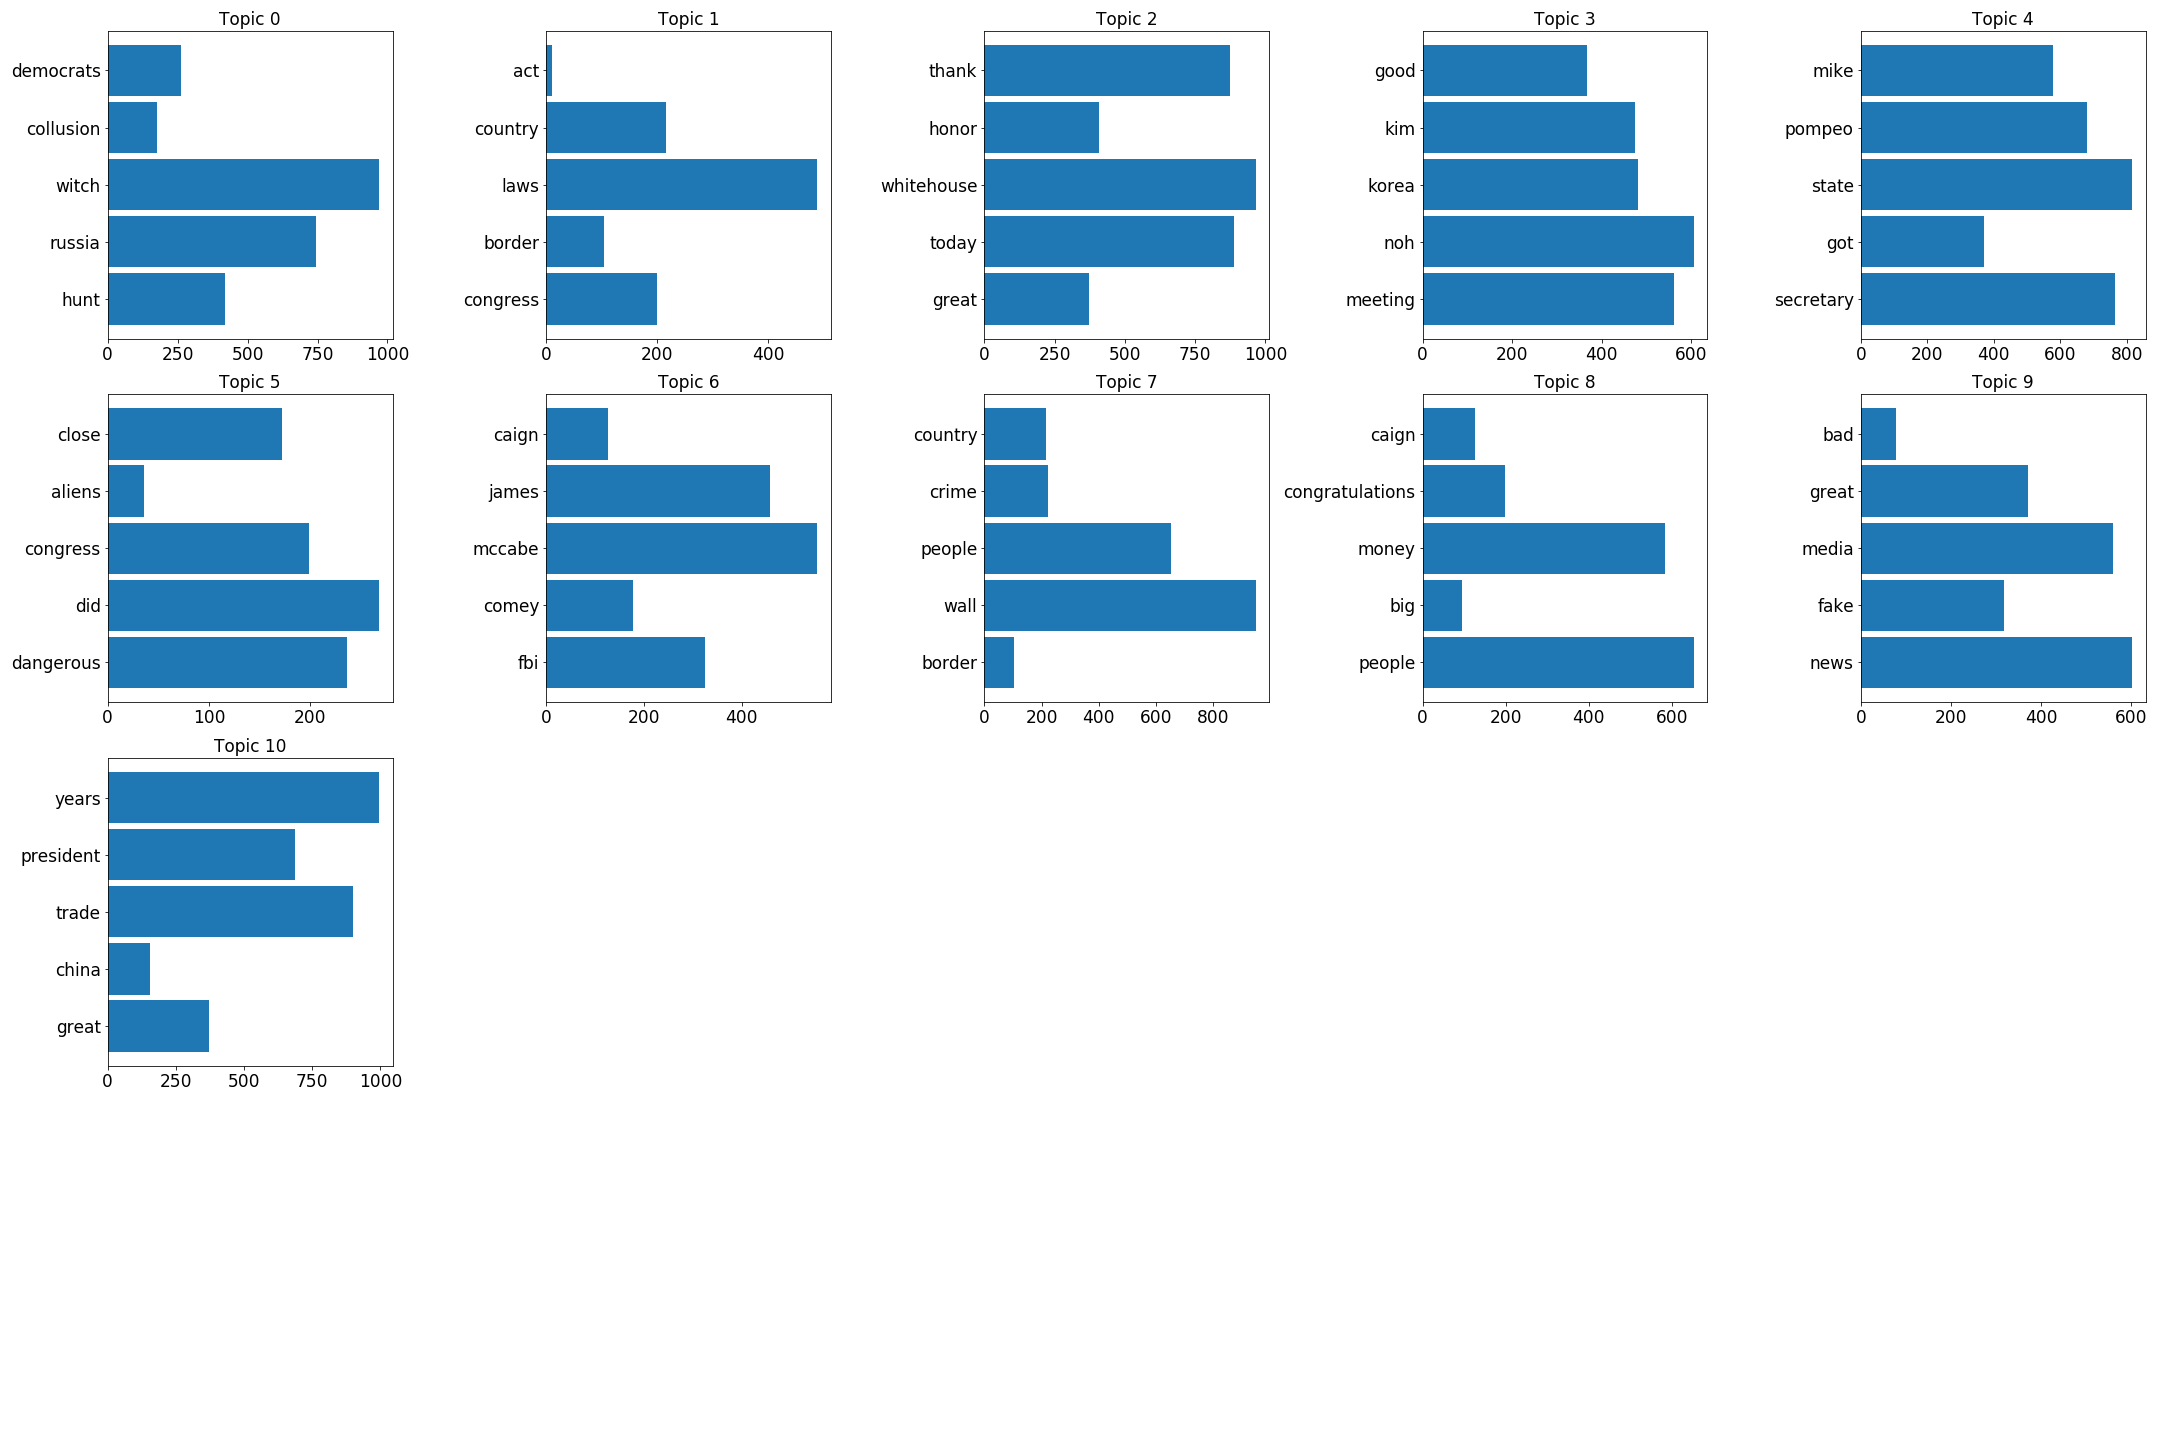 Topic 0
democrats
collusion
witch
russia
hunt
0 250 500 750 1000
Topic 1
act
country
laws
border
congress
0 200 400
Topic 2
thank
honor
whitehouse
today
great
0 250 500 750 1000
Topic 3
good
kim
korea
noh
meeting
0 200 400 600
Topic 4
mike
pompeo
state
got
secretary
0 200 400 600 800
Topic 5
close
aliens
congress
did
dangerous
0 100 200
Topic 6
caign
james
mccabe
comey
fbi
0 200 400
Topic 7
country
crime
people
wall
border
0 200 400 600 800
Topic 8
caign
congratulations
money
big
people
0 200 400 600
Topic 9
bad
great
media
fake
news
0 200 400 600
Topic 10
years
president
trade
china
great
0 250 500 750 1000